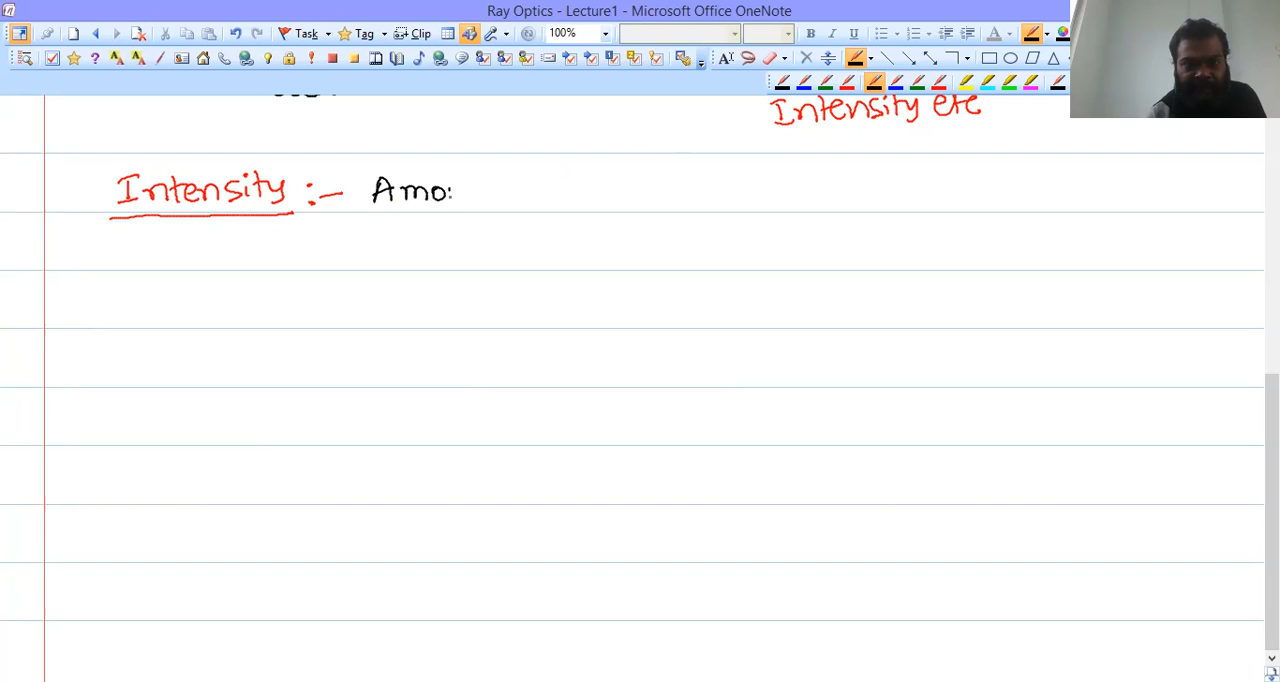 Ray Optics - Lecture1 - Microsoft Office OneNote
Task Tag Clip 100% B I U A
A
Intensity etc
Intensity :- Amo